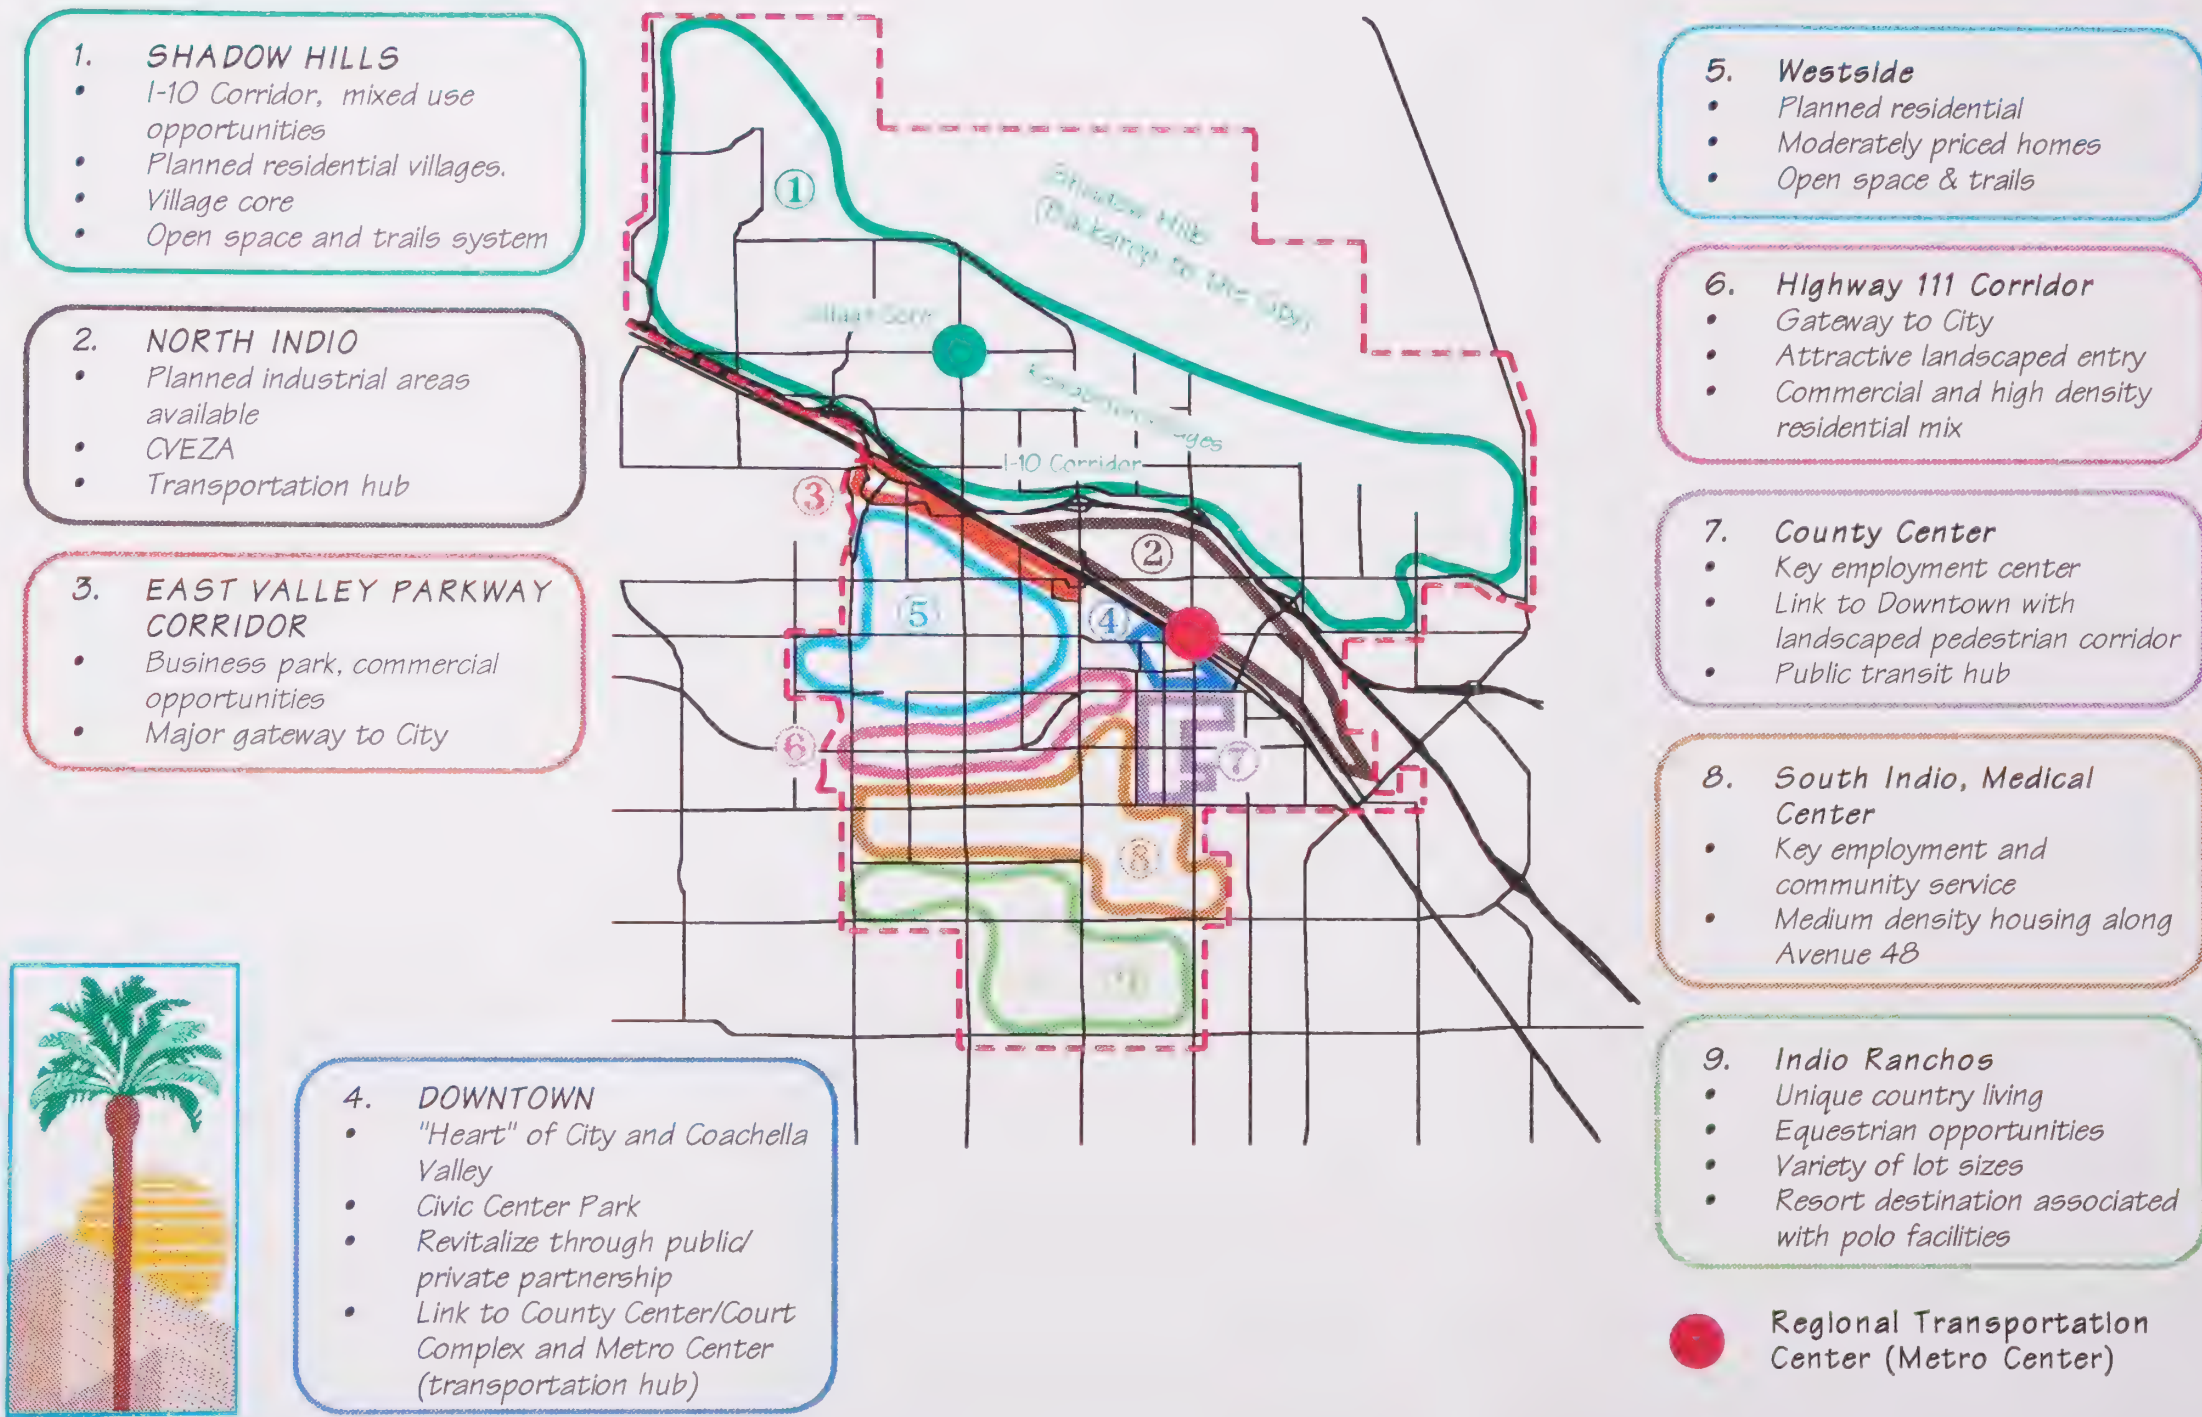 1. SHADOW HILLS
• I-10 Corridor, mixed use
opportunities
• Planned residential villages.
• Village core
• Open space and trails system
2. NORTH INDIO
• Planned industrial areas
available
• CVEZA
• Transportation hub
3. EAST VALLEY PARKWAY
CORRIDOR
• Business park, commercial
opportunities
• Major gateway to City
4. DOWNTOWN
• "Heart" of City and Coachella
Valley
• Civic Center Park
• Revitalize through public/
private partnership
• Link to County Center/Court
Complex and Metro Center
(transportation hub)
1
Shadow Hills
(Backdrop to the City)
Village Core
I-10 Corridor
3
2
5
4
6
7
8
5. Westside
• Planned residential
• Moderately priced homes
• Open space & trails
6. Highway 111 Corridor
• Gateway to City
• Attractive landscaped entry
• Commercial and high density
residential mix
7. County Center
• Key employment center
• Link to Downtown with
landscaped pedestrian corridor
• Public transit hub
8. South Indio, Medical
Center
• Key employment and
community service
• Medium density housing along
Avenue 48
9. Indio Ranchos
• Unique country living
• Equestrian opportunities
• Variety of lot sizes
• Resort destination associated
with polo facilities
Regional Transportation
Center (Metro Center)